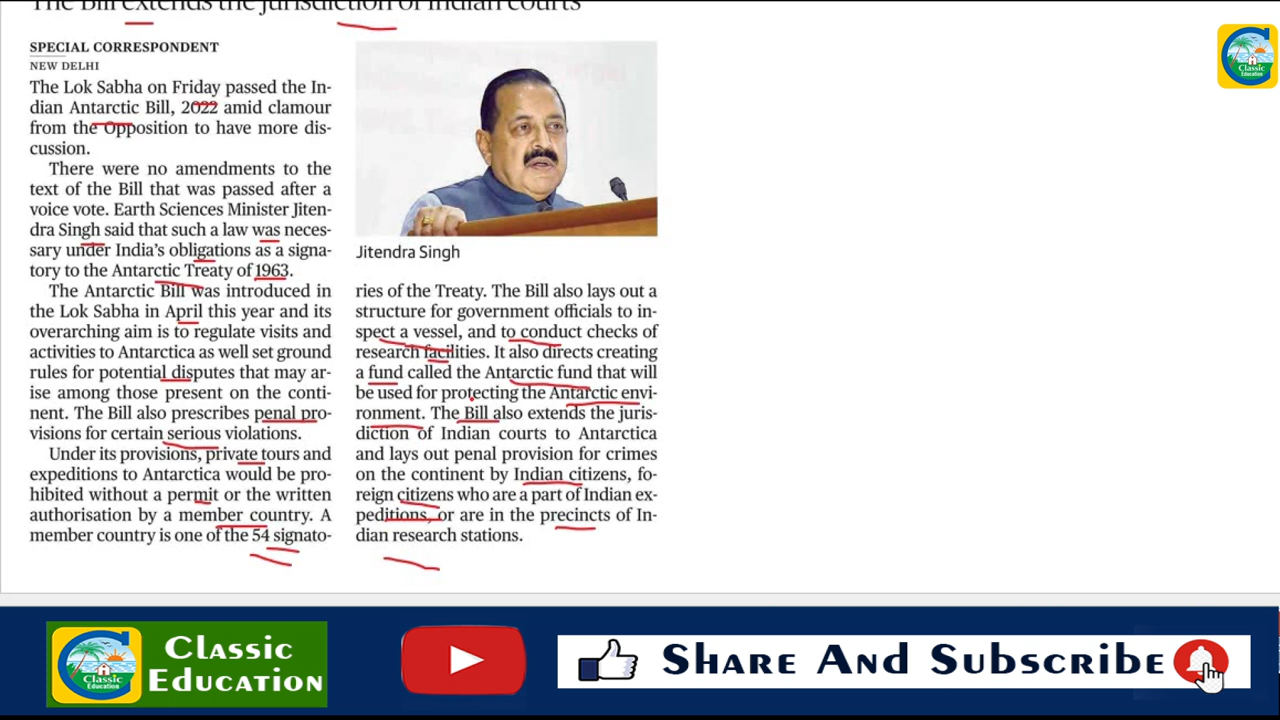 The Bill extends the jurisdiction of Indian courts
SPECIAL CORRESPONDENT
NEW DELHI
The Lok Sabha on Friday passed the In-
dian Antarctic Bill, 2022 amid clamour
from the Opposition to have more dis-
cussion.
There were no amendments to the
text of the Bill that was passed after a
voice vote. Earth Sciences Minister Jiten-
dra Singh said that such a law was neces-
sary under India's obligations as a signa-
tory to the Antarctic Treaty of 1963.
The Antarctic Bill was introduced in
the Lok Sabha in April this year and its
overarching aim is to regulate visits and
activities to Antarctica as well set ground
rules for potential disputes that may ar-
ise among those present on the conti-
nent. The Bill also prescribes penal pro-
visions for certain serious violations.
Under its provisions, private tours and
expeditions to Antarctica would be pro-
hibited without a permit or the written
authorisation by a member country. A
member country is one of the 54 signato-
Jitendra Singh
ries of the Treaty. The Bill also lays out a
structure for government officials to in-
spect a vessel, and to conduct checks of
research facilities. It also directs creating
a fund called the Antarctic fund that will
be used for protecting the Antarctic envi-
ronment. The Bill also extends the juris-
diction of Indian courts to Antarctica
and lays out penal provision for crimes
on the continent by Indian citizens, fo-
reign citizens who are a part of Indian ex-
peditions, or are in the precincts of In-
dian research stations.
Classic
Education
Classic
Education
Classic
Education
Share And Subscribe